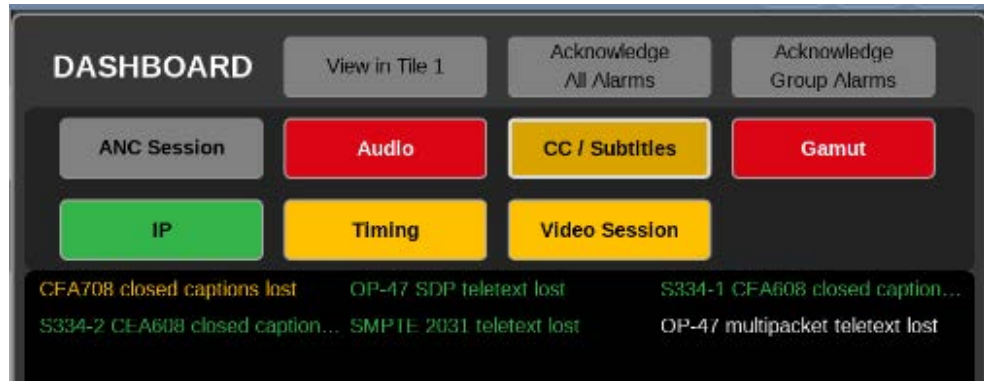 DASHBOARD
View in Tile 1
Acknowledge
All Alarms
Acknowledge
Group Alarms
ANC Session
Audio
CC / Subtitles
Gamut
IP
Timing
Video Session
CEA708 closed captions lost
OP-47 SDP teletext lost
S334-1 CEA608 closed caption...
S334-2 CEA608 closed caption...
SMPTE 2031 teletext lost
OP-47 multipacket teletext lost